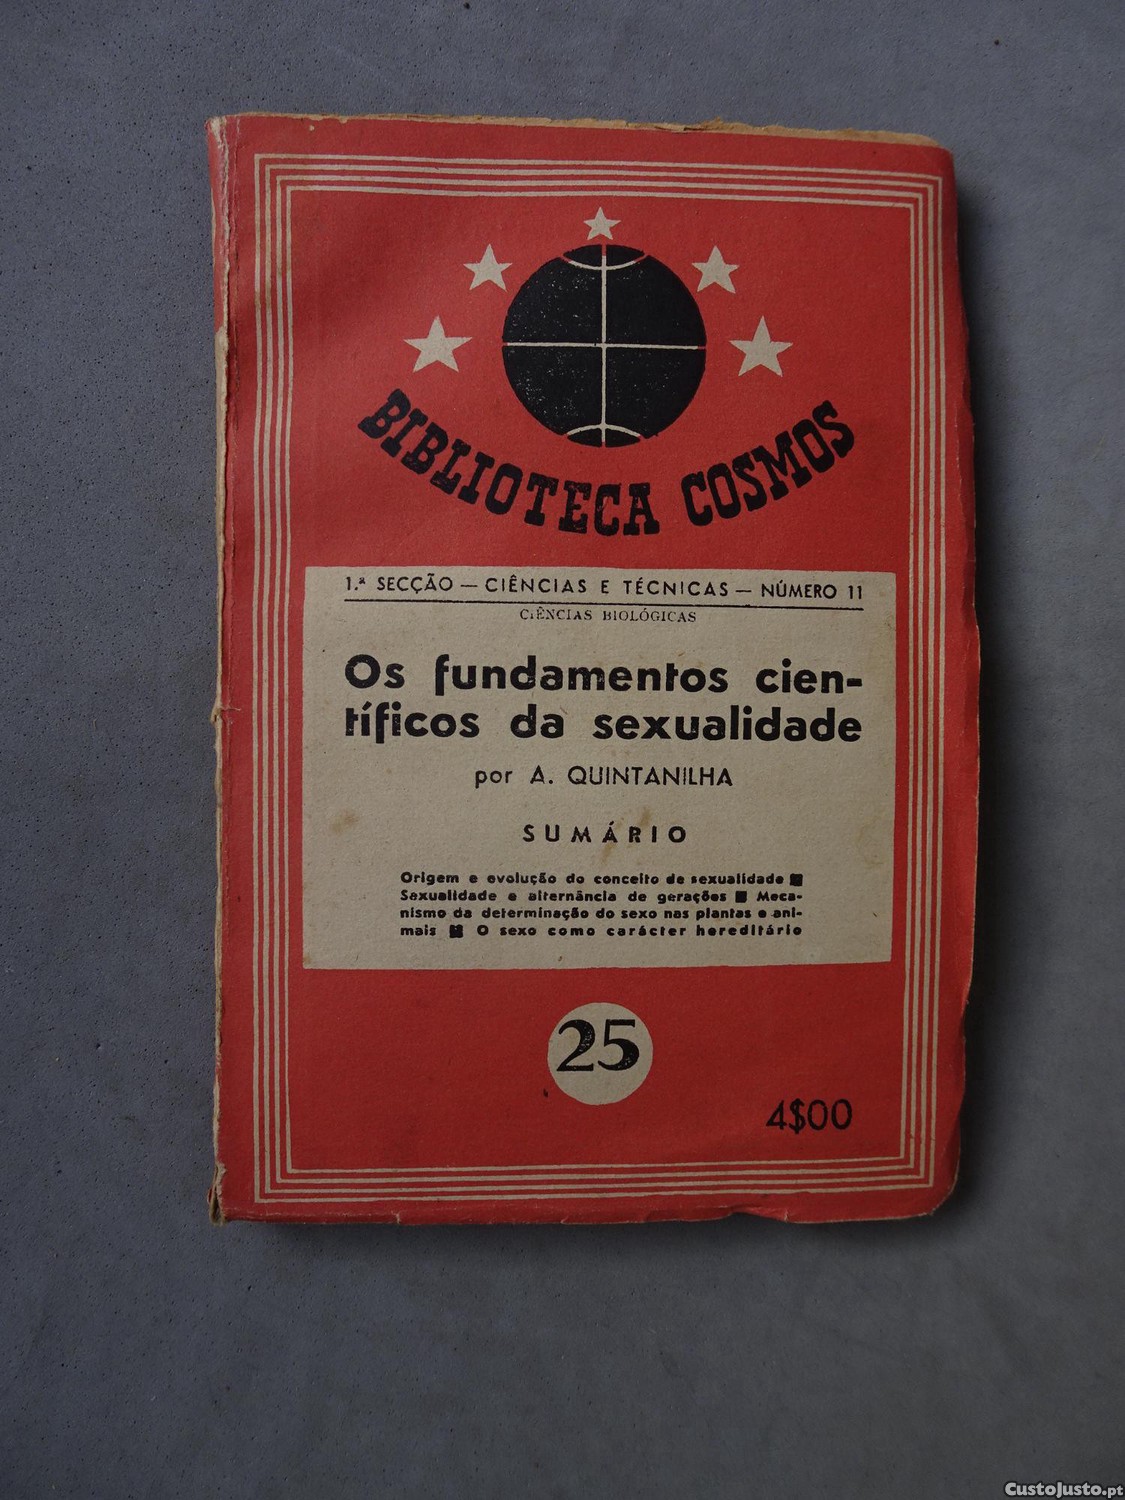 BIBLIOTECA COSMOS
1.ª SECÇÃO — CIÊNCIAS E TÉCNICAS — NÚMERO 11
CIÊNCIAS BIOLÓGICAS
Os fundamentos cien-
tíficos da sexualidade
por A. QUINTANILHA
SUMÁRIO
Origem e evolução do conceito de sexualidade ■
Sexualidade e alternância de gerações ■ Meca-
nismo da determinação do sexo nas plantas e ani-
mais ■ O sexo como carácter hereditário
25
4$00
CustoJusto.pt